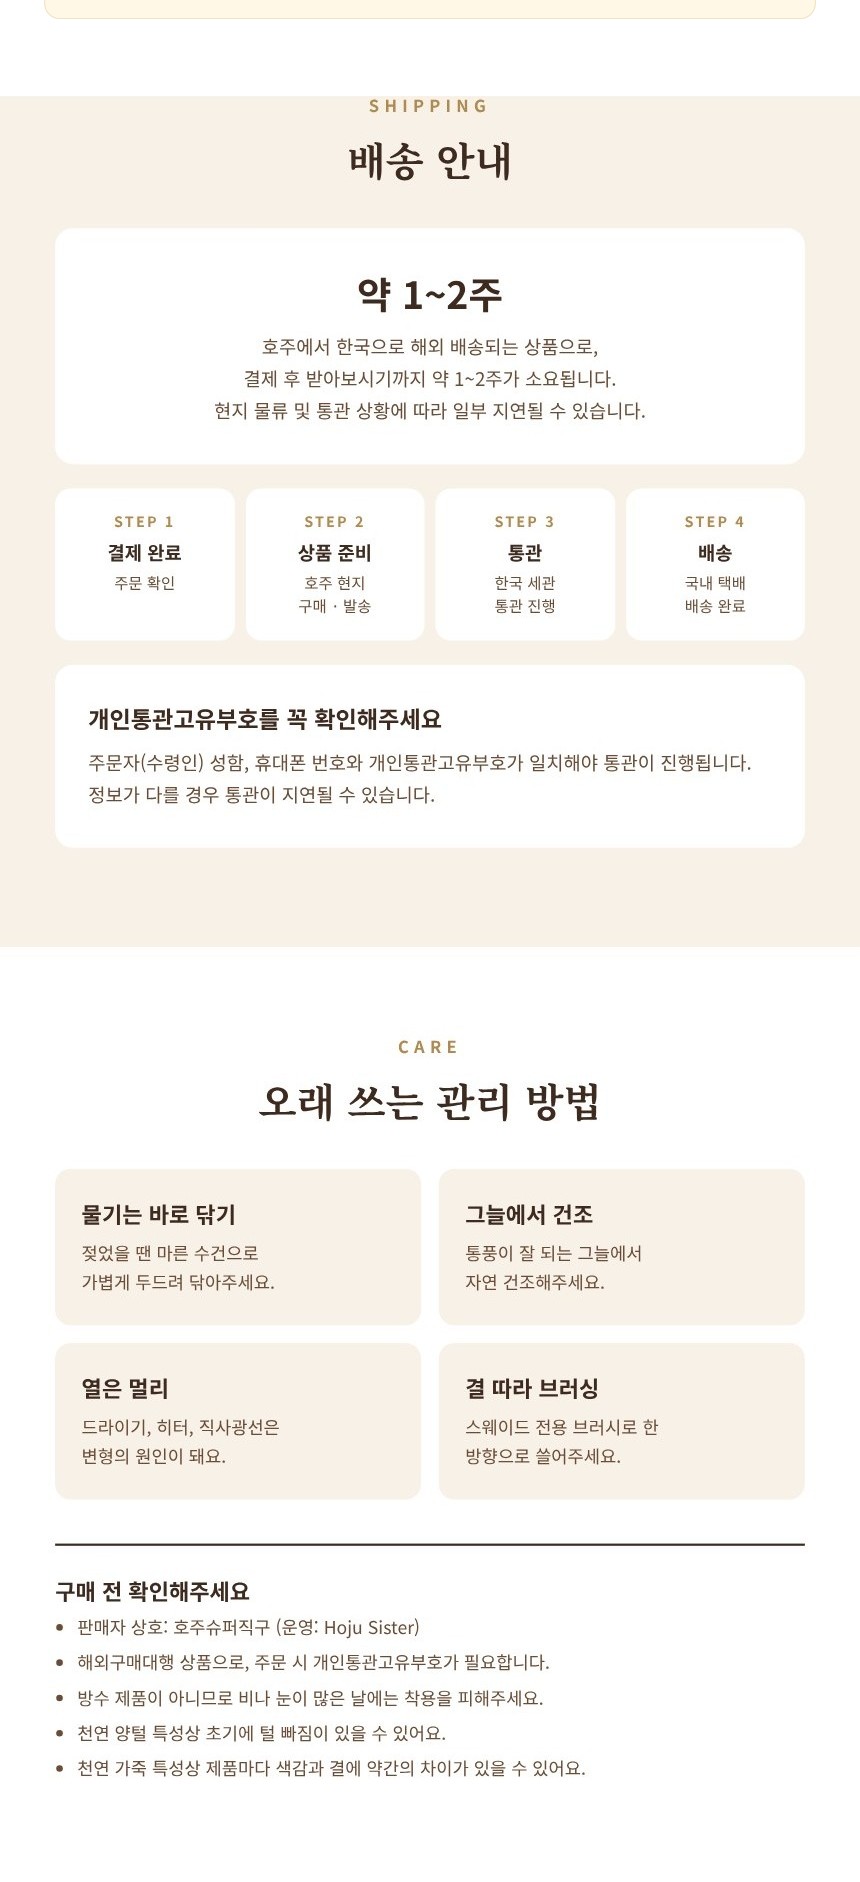 SHIPPING
배송 안내
약 1~2주
호주에서 한국으로 해외 배송되는 상품으로,
결제 후 받아보시기까지 약 1~2주가 소요됩니다.
현지 물류 및 통관 상황에 따라 일부 지연될 수 있습니다.
STEP 1
결제 완료
주문 확인
STEP 2
상품 준비
호주 현지
구매 · 발송
STEP 3
통관
한국 세관
통관 진행
STEP 4
배송
국내 택배
배송 완료
개인통관고유부호를 꼭 확인해주세요
주문자(수령인) 성함, 휴대폰 번호와 개인통관고유부호가 일치해야 통관이 진행됩니다.
정보가 다를 경우 통관이 지연될 수 있습니다.
CARE
오래 쓰는 관리 방법
물기는 바로 닦기
젖었을 땐 마른 수건으로
가볍게 두드려 닦아주세요.
그늘에서 건조
통풍이 잘 되는 그늘에서
자연 건조해주세요.
열은 멀리
드라이기, 히터, 직사광선은
변형의 원인이 돼요.
결 따라 브러싱
스웨이드 전용 브러시로 한
방향으로 쓸어주세요.
구매 전 확인해주세요
• 판매자 상호: 호주슈퍼직구 (운영: Hoju Sister)
• 해외구매대행 상품으로, 주문 시 개인통관고유부호가 필요합니다.
• 방수 제품이 아니므로 비나 눈이 많은 날에는 착용을 피해주세요.
• 천연 양털 특성상 초기에 털 빠짐이 있을 수 있어요.
• 천연 가죽 특성상 제품마다 색감과 결에 약간의 차이가 있을 수 있어요.